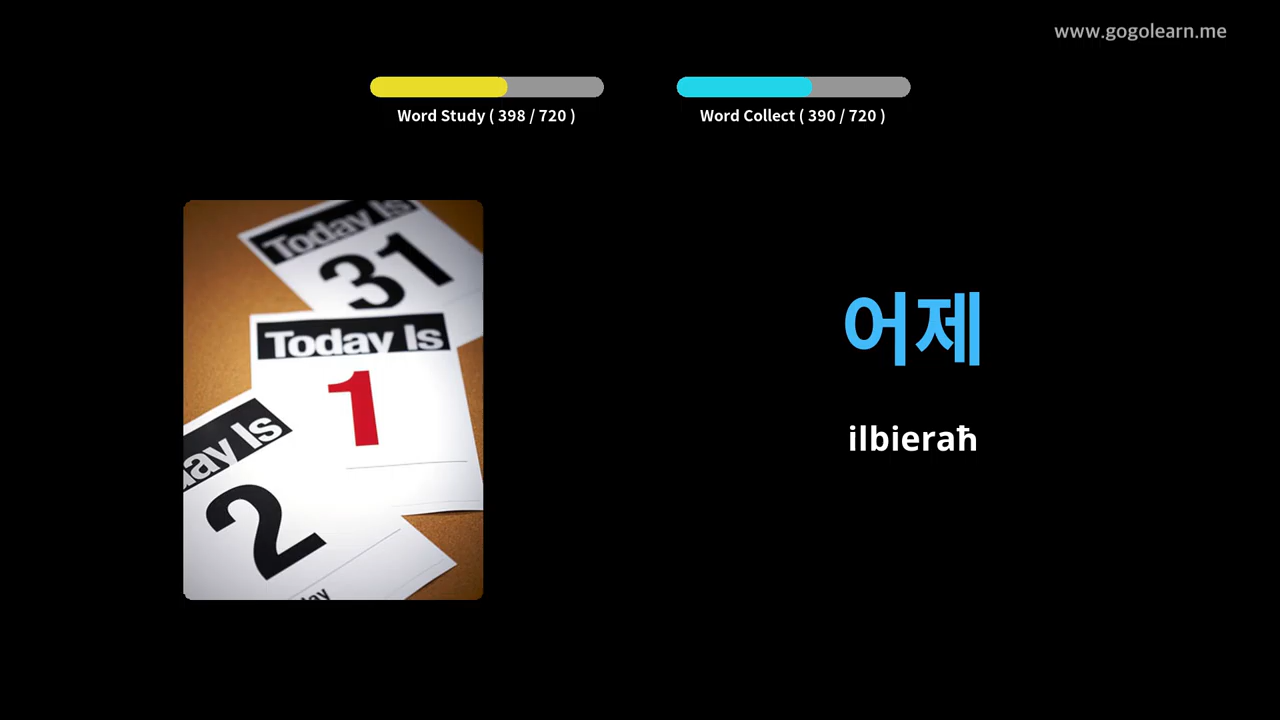 www.gogolearn.me
Word Study ( 398 / 720 )
Word Collect ( 390 / 720 )
Today Is
31
Today Is
1
day Is
2
어제
ilbieraħ